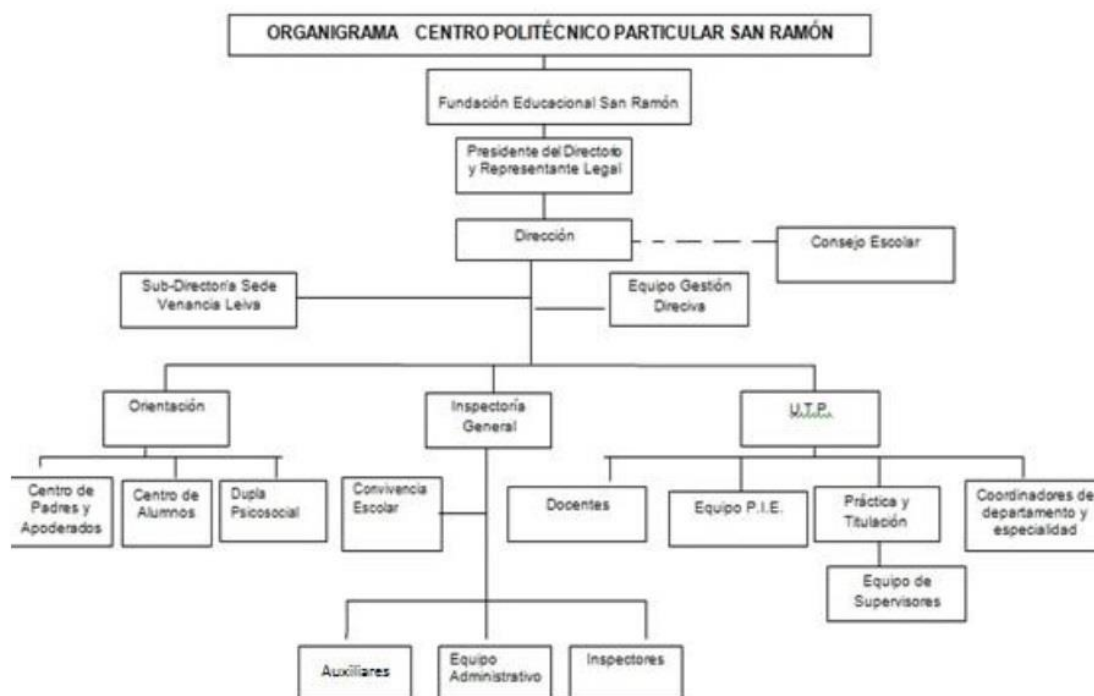 ORGANIGRAMA CENTRO POLITÉCNICO PARTICULAR SAN RAMÓN
Fundación Educacional San Ramón
Presidente del Directorio
y Representante Legal
Dirección
Consejo Escolar
Sub-Directoría Sede
Venancia Leiva
Equipo Gestión
Direciva
Orientación
Inspectoría
General
U.T.P.
Centro de
Padres y
Apoderados
Centro de
Alumnos
Dupla
Psicosocial
Convivencia
Escolar
Docentes
Equipo P.I.E.
Práctica y
Titulación
Coordinadores de
departamento y
especialidad
Equipo de
Supervisores
Auxiliares
Equipo
Administrativo
Inspectores